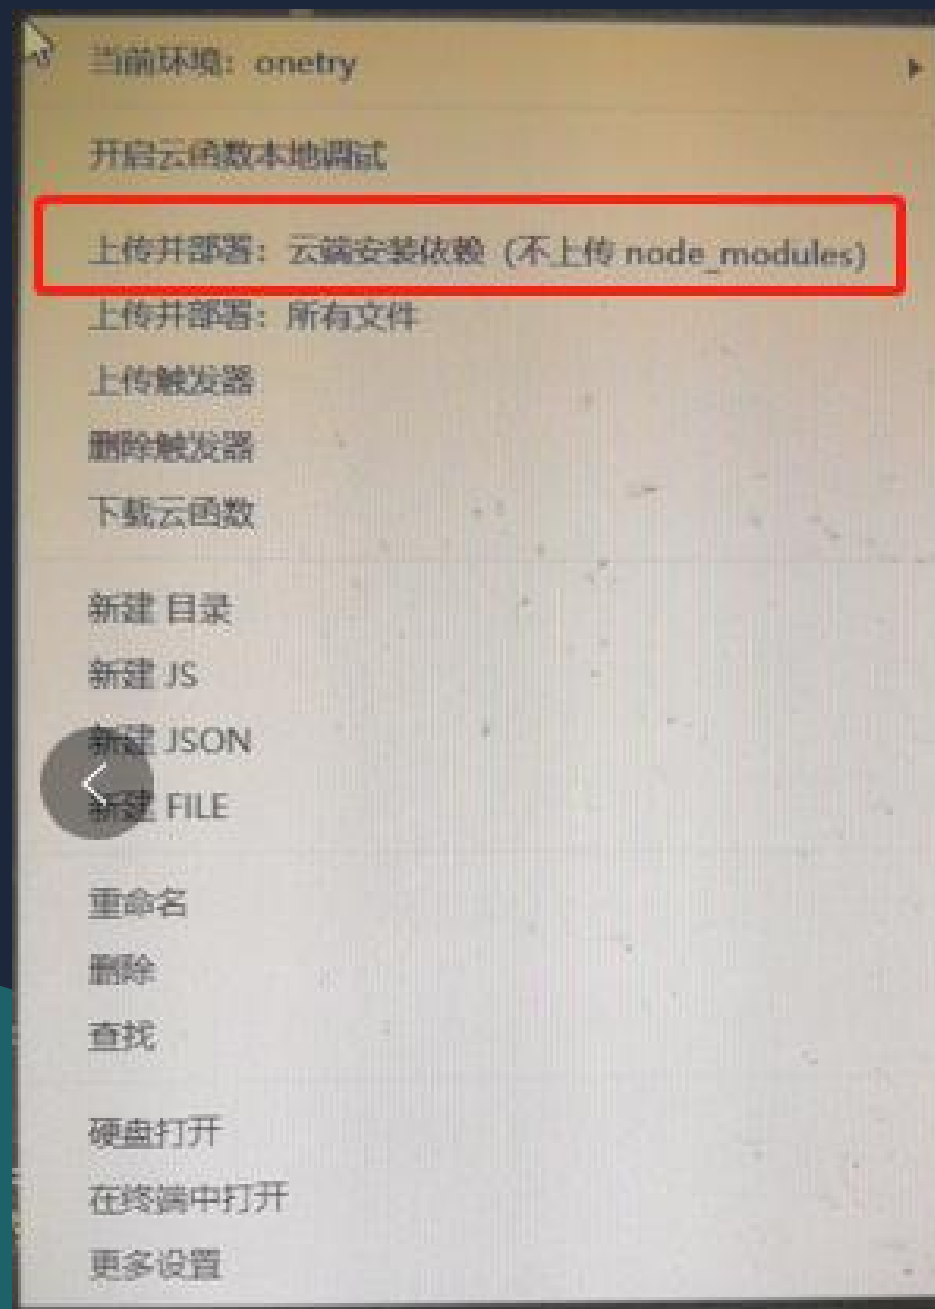 当前环境：onetry
开启云函数本地调试
上传并部署：云端安装依赖（不上传 node_modules）
上传并部署：所有文件
上传触发器
删除触发器
下载云函数
新建 目录
新建 JS
新建 JSON
新建 FILE
重命名
删除
查找
硬盘打开
在终端中打开
更多设置